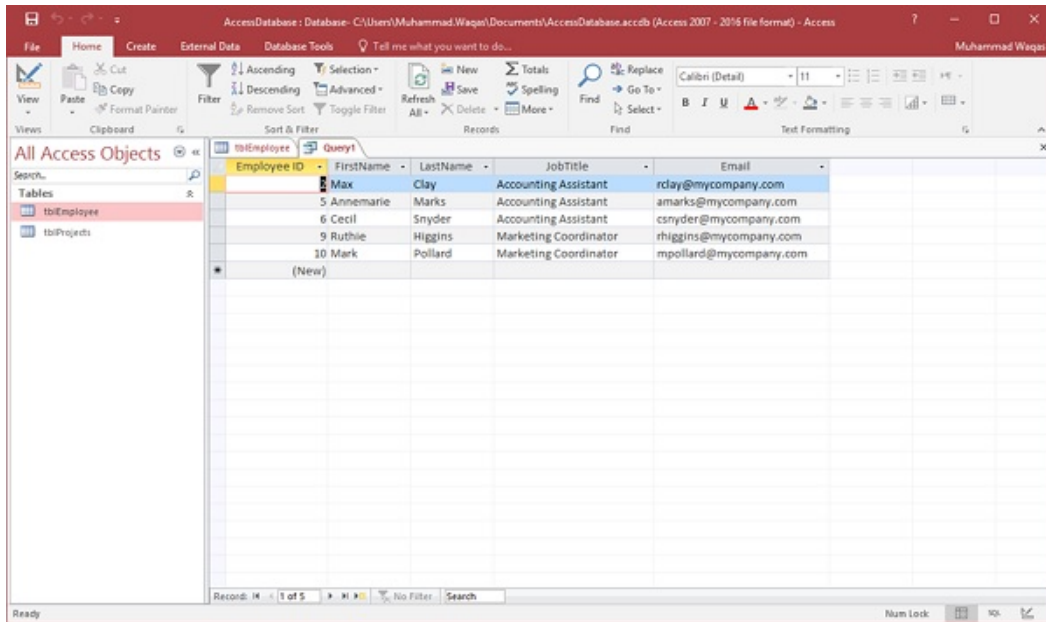 AccessDatabase : Database- C:\Users\Muhammad.Waqas\Documents\AccessDatabase.accdb (Access 2007 - 2016 file format) - Access
File Home Create External Data Database Tools Tell me what you want to do... Muhammad Waqas
View
Paste
Cut
Copy
Format Painter
Filter
Ascending
Descending
Remove Sort
Selection
Advanced
Toggle Filter
Refresh
All
New
Save
Delete
Totals
Spelling
More
Find
Replace
Go To
Select
Calibri (Detail) 11
B I U A
Views Clipboard Sort & Filter Records Find Text Formatting
All Access Objects
Search...
Tables
tblEmployee
tblProjects
tblEmployee Query1
Employee ID FirstName LastName JobTitle Email
2 Max Clay Accounting Assistant rclay@mycompany.com
5 Annemarie Marks Accounting Assistant amarks@mycompany.com
6 Cecil Snyder Accounting Assistant csnyder@mycompany.com
9 Ruthie Higgins Marketing Coordinator rhiggins@mycompany.com
10 Mark Pollard Marketing Coordinator mpollard@mycompany.com
(New)
Record: 1 of 5 No Filter Search
Ready Num Lock SQL